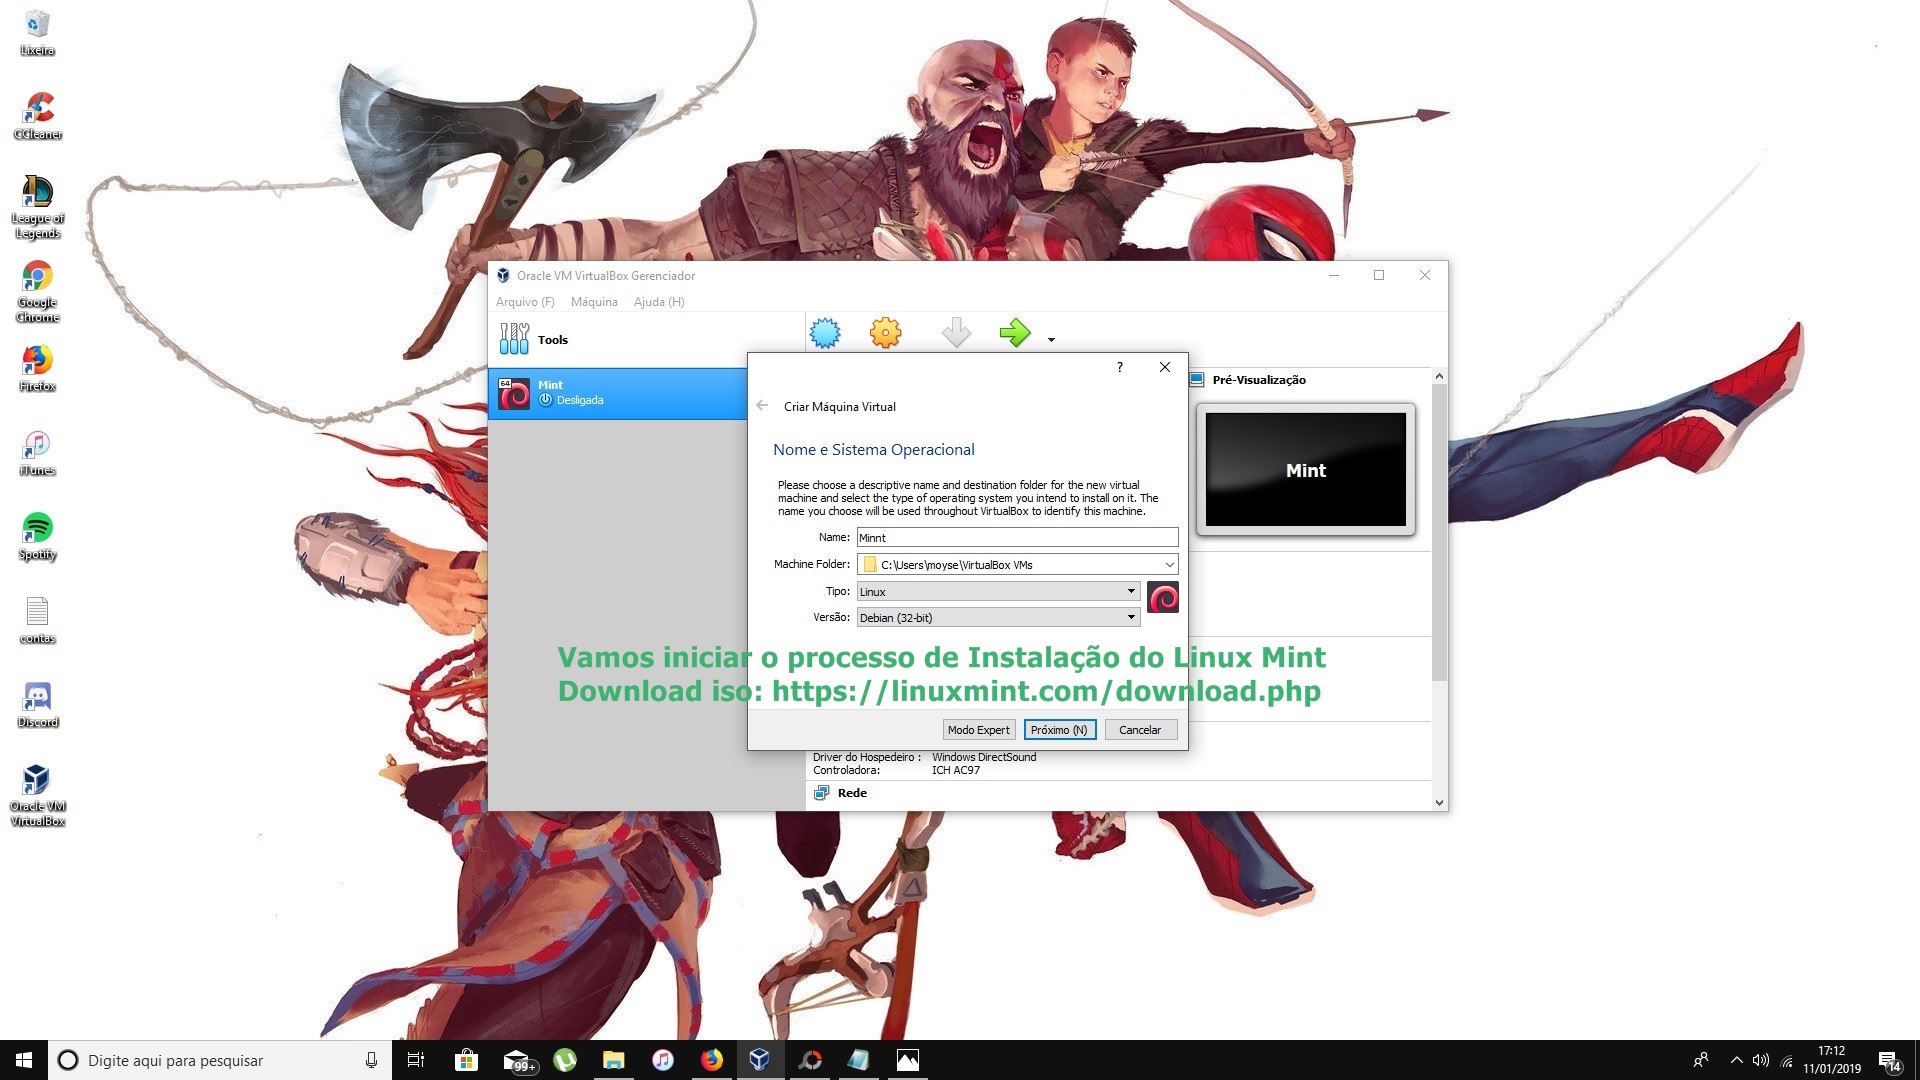 Lixeira
CCleaner
League of
Legends
Google
Chrome
Firefox
iTunes
Spotify
contas
Discord
Oracle VM
VirtualBox
Oracle VM VirtualBox Gerenciador
Arquivo (F) Máquina Ajuda (H)
Tools
64
Mint
Desligada
Pré-Visualização
Mint
?
Criar Máquina Virtual
Nome e Sistema Operacional
Please choose a descriptive name and destination folder for the new virtual
machine and select the type of operating system you intend to install on it. The
name you choose will be used throughout VirtualBox to identify this machine.
Name: Minnt
Machine Folder: C:\Users\moyse\VirtualBox VMs
Tipo: Linux
Versão: Debian (32-bit)
Vamos iniciar o processo de Instalação do Linux Mint
Download iso: https://linuxmint.com/download.php
Modo Expert Próximo (N) Cancelar
Driver do Hospedeiro : Windows DirectSound
Controladora: ICH AC97
Rede
Digite aqui para pesquisar
99+
17:12
11/01/2019
14